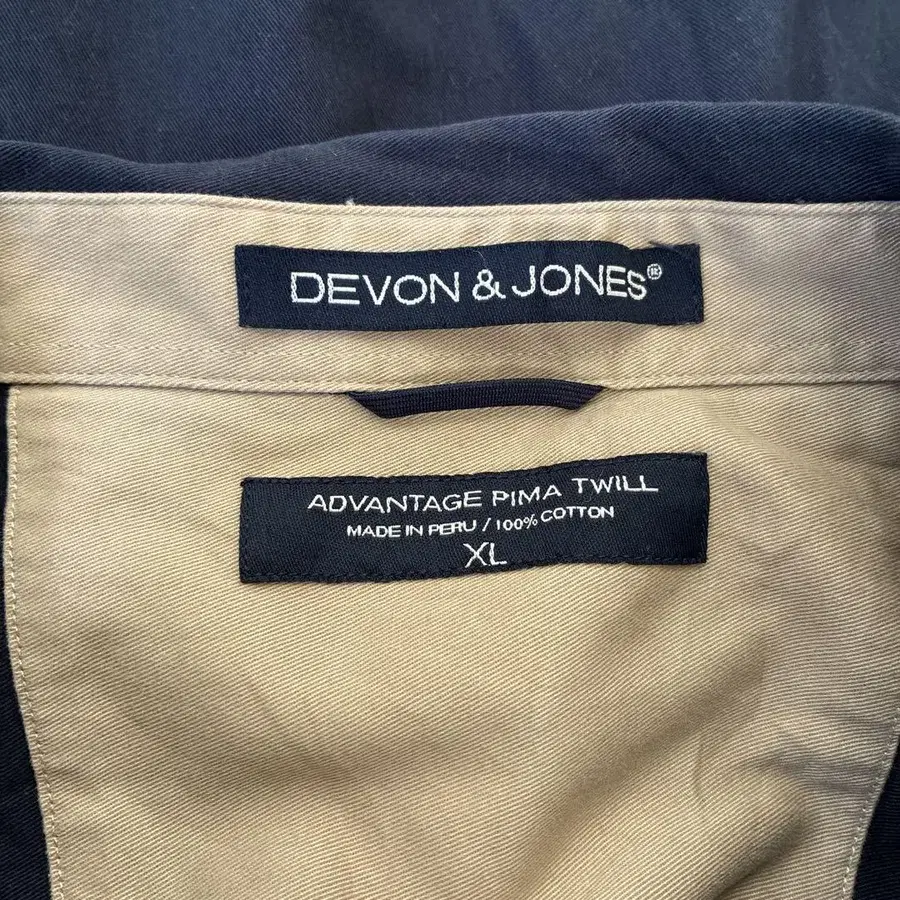 DEVON & JONES®
ADVANTAGE PIMA TWILL
MADE IN PERU / 100% COTTON
XL